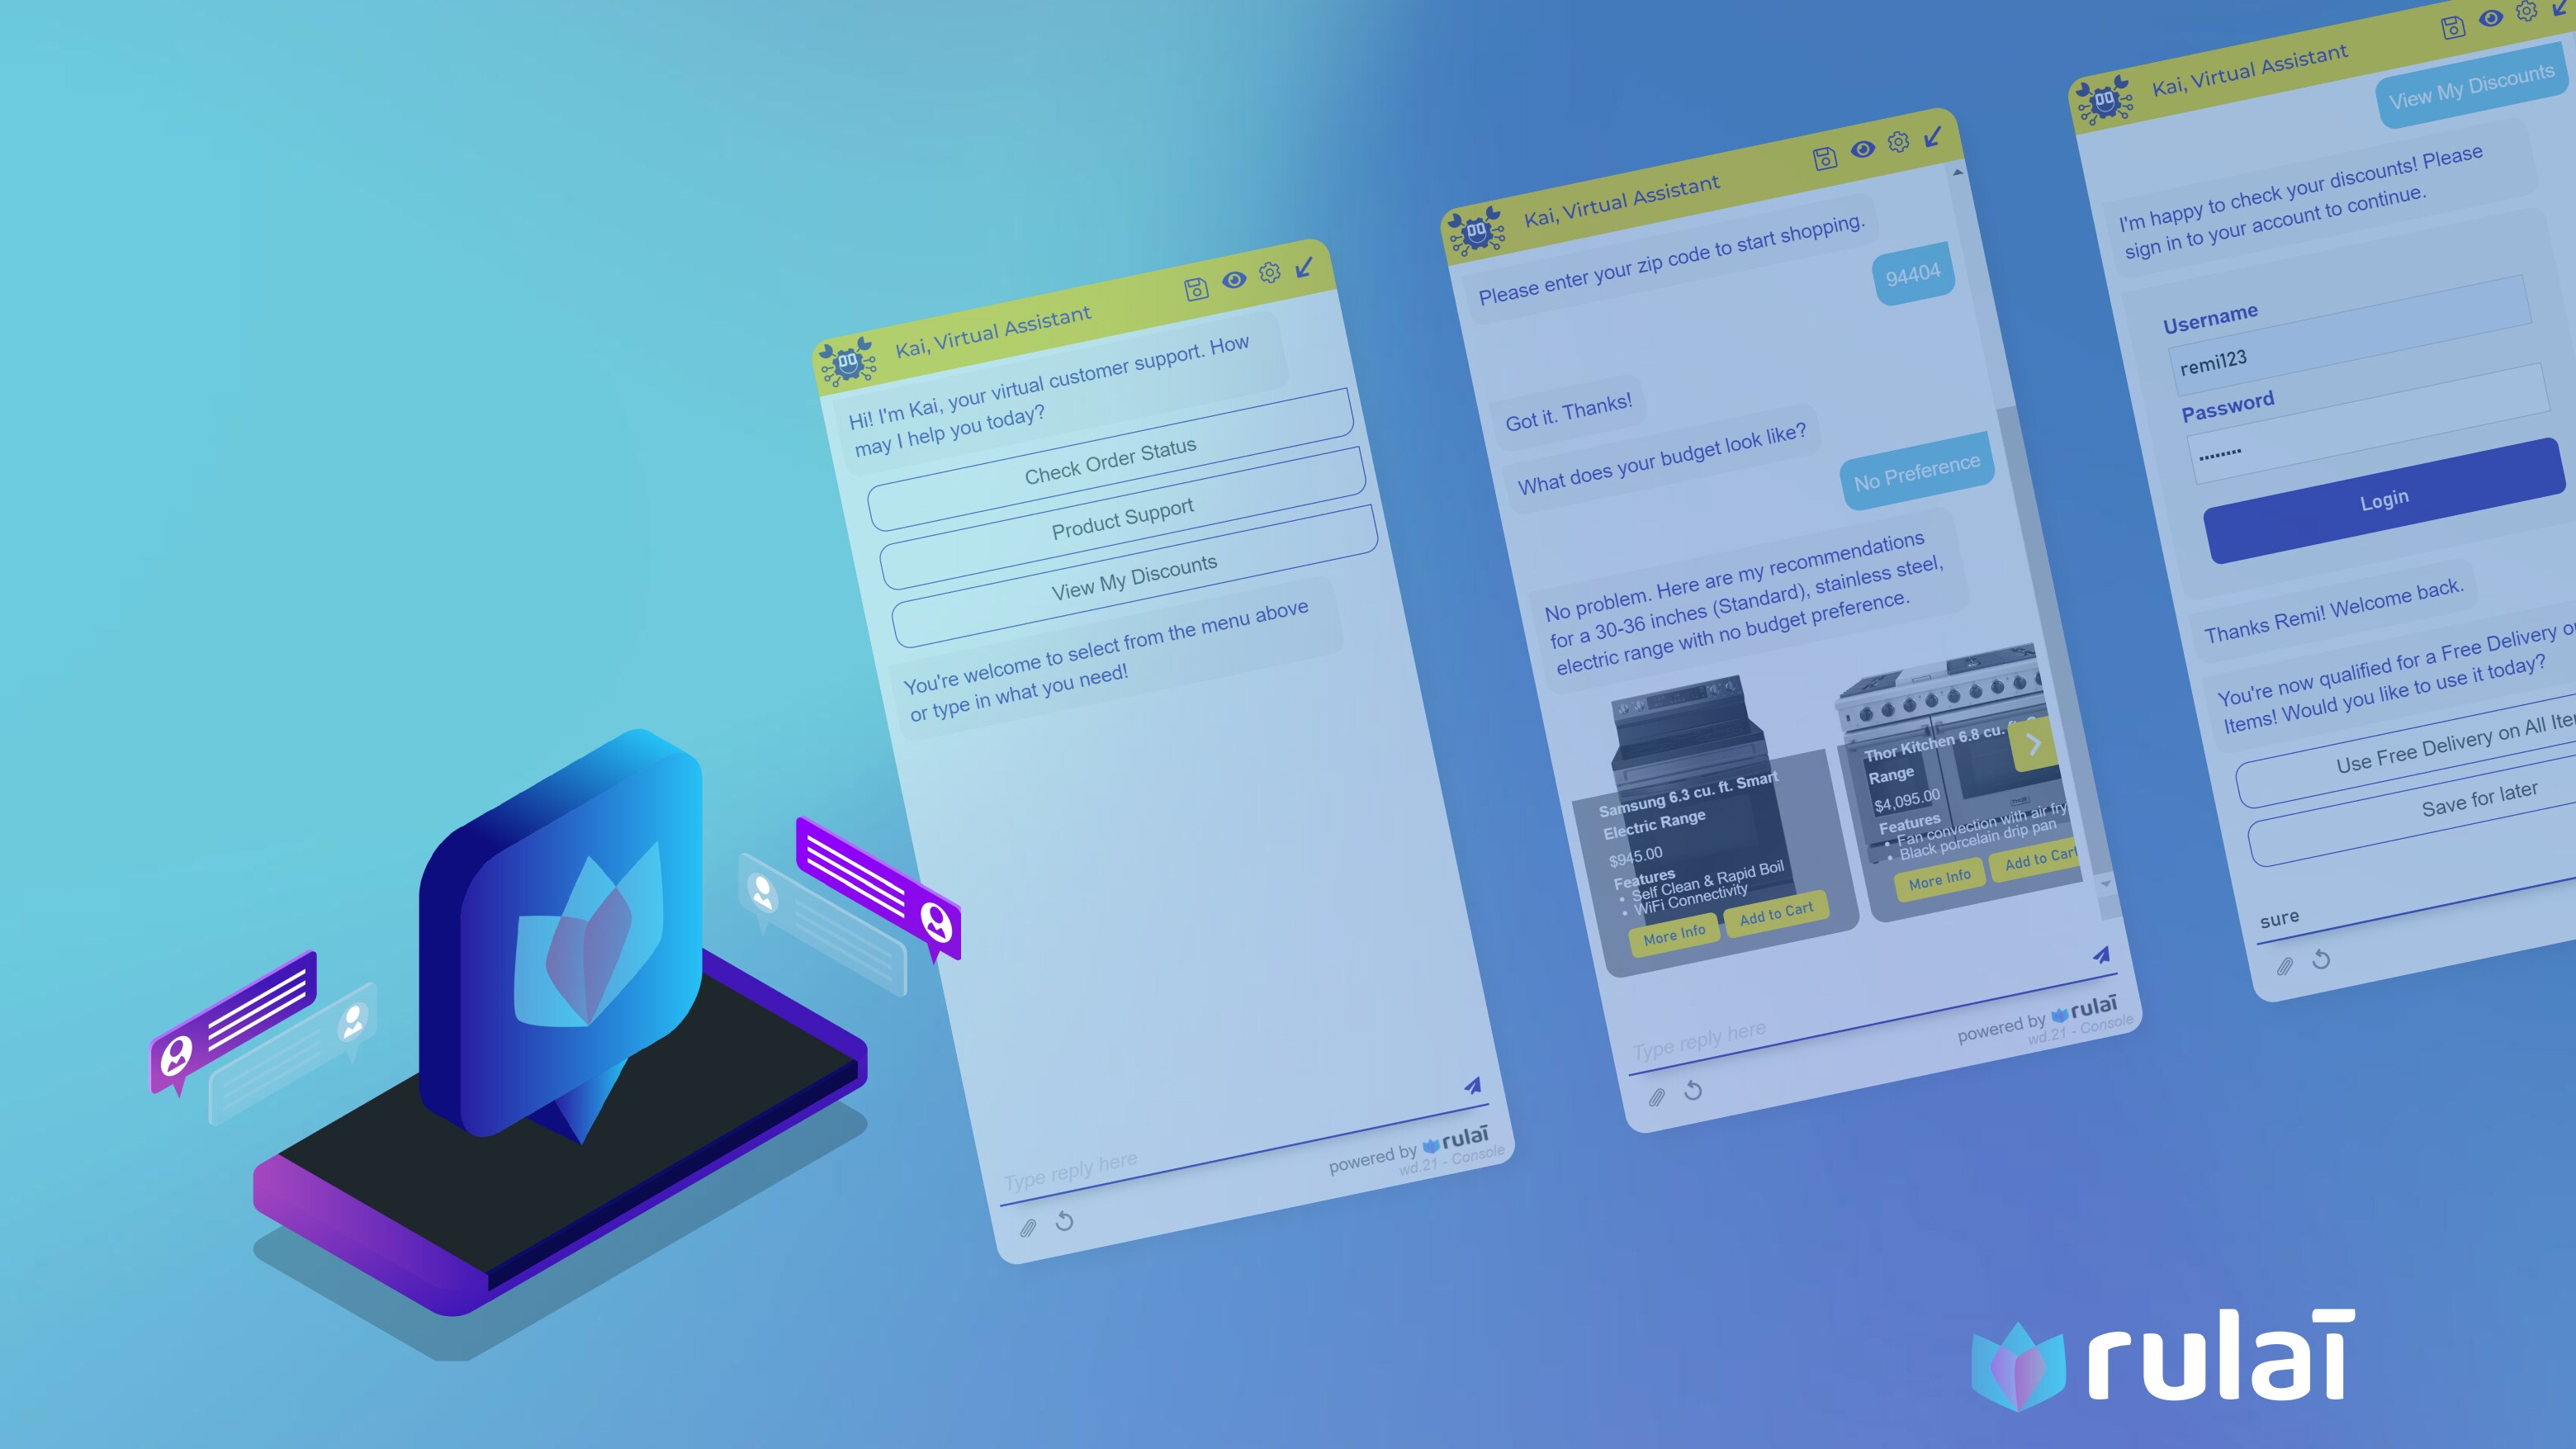 Kai, Virtual Assistant
Hi! I'm Kai, your virtual customer support. How
may I help you today?
Check Order Status
Product Support
View My Discounts
You're welcome to select from the menu above
or type in what you need!
Type reply here
powered by rulaī
wd.21 - Console
Kai, Virtual Assistant
Please enter your zip code to start shopping.
94404
Got it. Thanks!
What does your budget look like?
No Preference
No problem. Here are my recommendations
for a 30-36 inches (Standard), stainless steel,
electric range with no budget preference.
Samsung 6.3 cu. ft. Smart
Electric Range
$945.00
Features
• Self Clean & Rapid Boil
• WiFi Connectivity
More Info
Add to Cart
Thor Kitchen 6.8 cu.
Range
$4,095.00
Features
• Fan convection with air fry
• Black porcelain drip pan
More Info
Add to Cart
Type reply here
powered by rulaī
wd.21 - Console
Kai, Virtual Assistant
View My Discounts
I'm happy to check your discounts! Please
sign in to your account to continue.
Username
remi123
Password
........
Login
Thanks Remi! Welcome back.
You're now qualified for a Free Delivery
Items! Would you like to use it today?
Use Free Delivery on All
Save for later
sure
rulaī